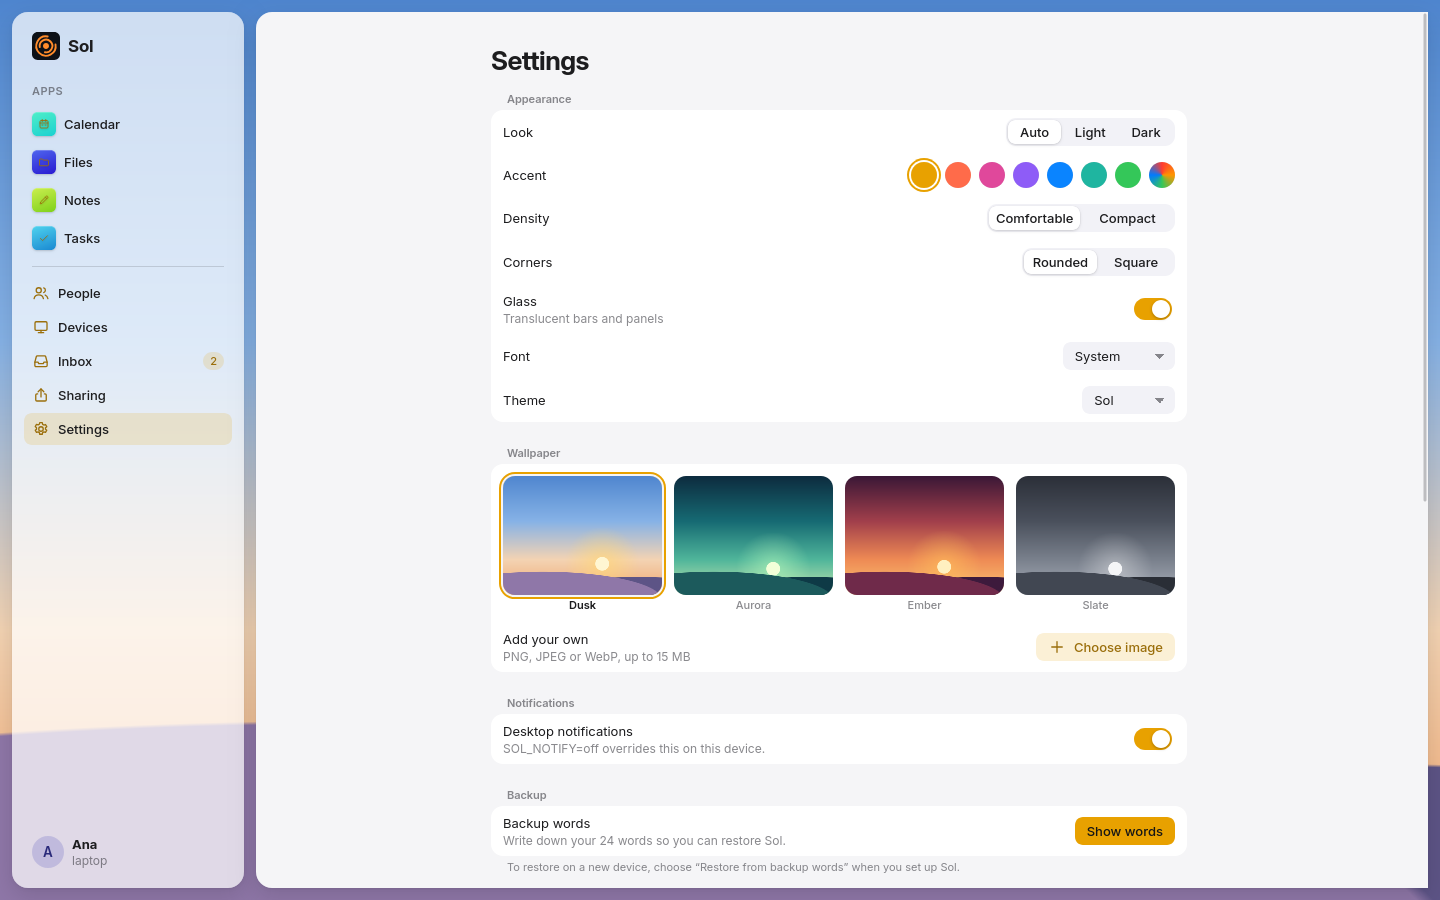 Sol
APPS
Calendar
Files
Notes
Tasks
People
Devices
Inbox 2
Sharing
Settings
A
Ana
laptop
Settings
Appearance
Look Auto Light Dark
Accent
Density Comfortable Compact
Corners Rounded Square
Glass
Translucent bars and panels
Font System
Theme Sol
Wallpaper
Dusk Aurora Ember Slate
Add your own
PNG, JPEG or WebP, up to 15 MB
Choose image
Notifications
Desktop notifications
SOL_NOTIFY=off overrides this on this device.
Backup
Backup words
Write down your 24 words so you can restore Sol.
Show words
To restore on a new device, choose “Restore from backup words” when you set up Sol.